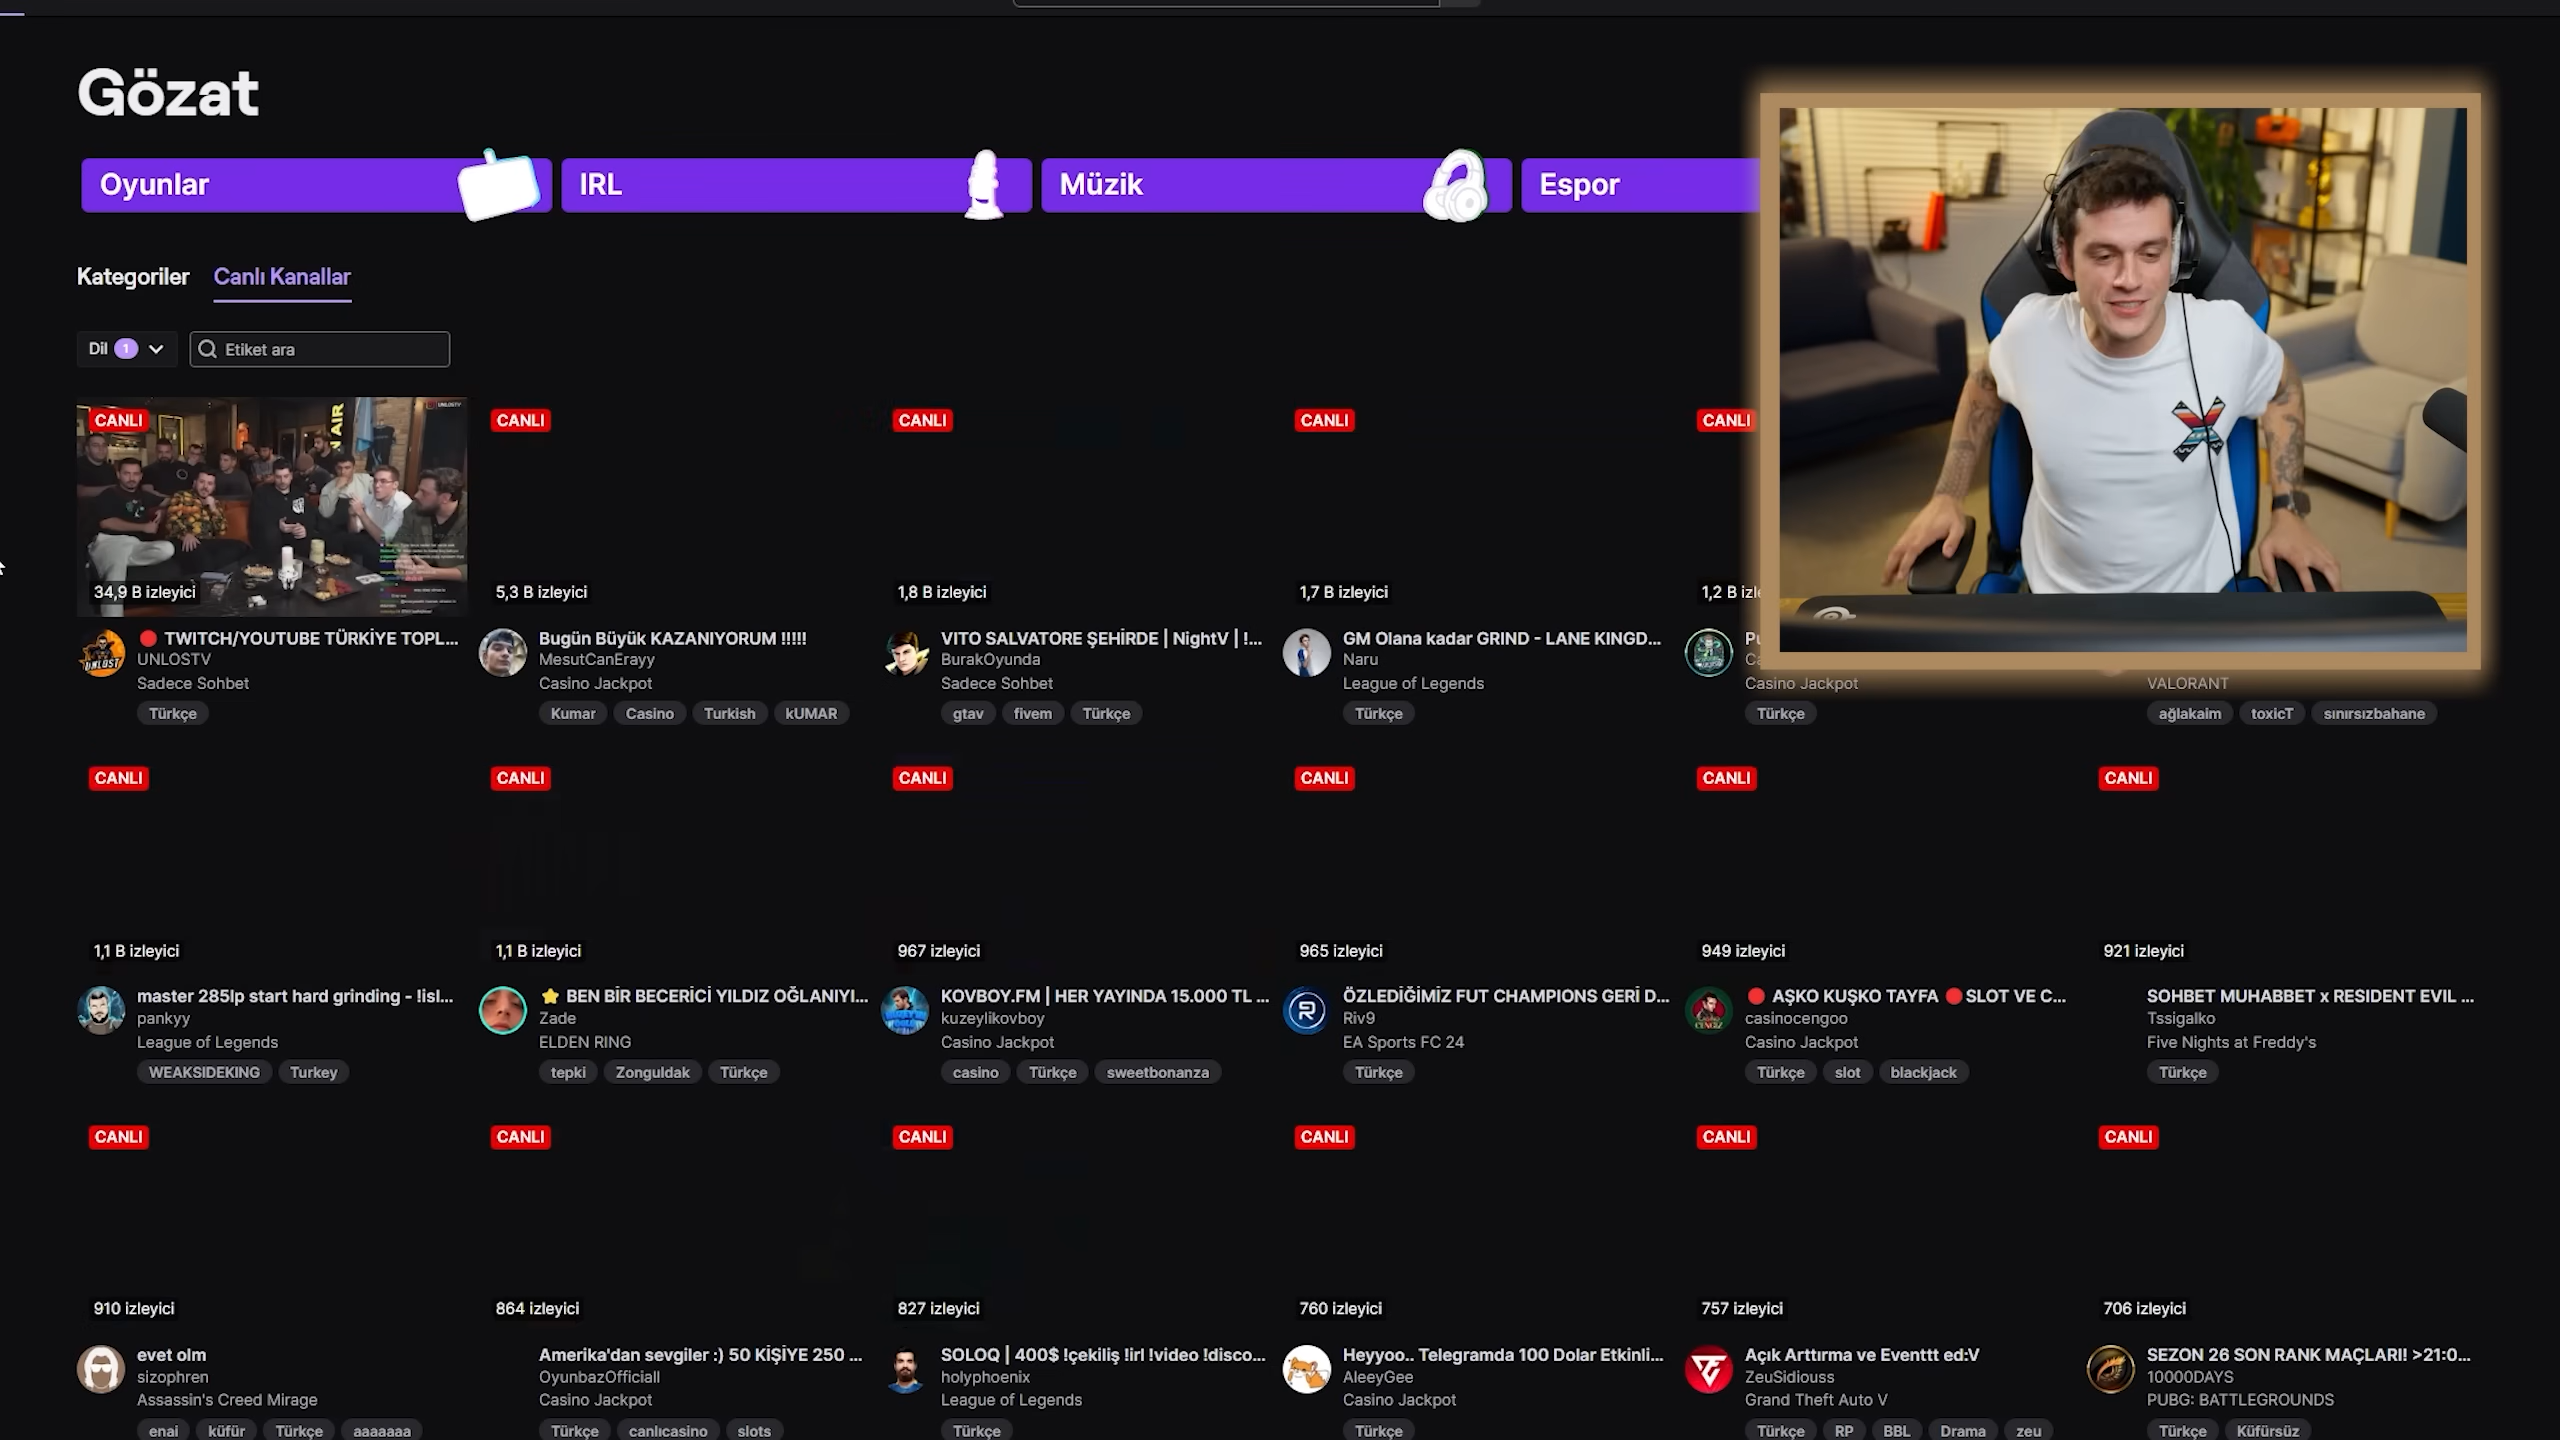 Gözat
Oyunlar
IRL
Müzik
Espor
Kategoriler
Canlı Kanallar
Dil 1
Etiket ara
CANLI
N AIR
UNLOSTV
34,9 B izleyici
UNLOST
🔴 TWITCH/YOUTUBE TÜRKİYE TOPL...
UNLOSTV
Sadece Sohbet
Türkçe
CANLI
5,3 B izleyici
Bugün Büyük KAZANIYORUM !!!!!
MesutCanErayy
Casino Jackpot
Kumar Casino Turkish kUMAR
CANLI
1,8 B izleyici
VITO SALVATORE ŞEHİRDE | NightV | !...
BurakOyunda
Sadece Sohbet
gtav fivem Türkçe
CANLI
1,7 B izleyici
GM Olana kadar GRIND - LANE KINGD...
Naru
League of Legends
Türkçe
CANLI
1,2 B izle
Casino Jackpot
Türkçe
VALORANT
ağlakaim toxicT sınırsızbahane
CANLI
1,1 B izleyici
master 285lp start hard grinding - !isl...
pankyy
League of Legends
WEAKSIDEKING Turkey
CANLI
1,1 B izleyici
⭐ BEN BİR BECERİCİ YILDIZ OĞLANIYI...
Zade
ELDEN RING
tepki Zonguldak Türkçe
CANLI
967 izleyici
KOVBOY.FM | HER YAYINDA 15.000 TL ...
kuzeylikovboy
Casino Jackpot
casino Türkçe sweetbonanza
CANLI
965 izleyici
ÖZLEDİĞİMİZ FUT CHAMPIONS GERİ D...
Riv9
EA Sports FC 24
Türkçe
CANLI
949 izleyici
🔴 AŞKO KUŞKO TAYFA 🔴SLOT VE C...
casinocengoo
Casino Jackpot
Türkçe slot blackjack
CANLI
921 izleyici
SOHBET MUHABBET x RESIDENT EVIL ...
Tssigalko
Five Nights at Freddy's
Türkçe
CANLI
910 izleyici
evet olm
sizophren
Assassin's Creed Mirage
enai küfür Türkçe aaaaaaa
CANLI
864 izleyici
Amerika'dan sevgiler :) 50 KİŞİYE 250 ...
OyunbazOfficiall
Casino Jackpot
Türkçe canlıcasino slots
CANLI
827 izleyici
SOLOQ | 400$ !çekiliş !irl !video !disco...
holyphoenix
League of Legends
Türkçe
CANLI
760 izleyici
Heyyoo.. Telegramda 100 Dolar Etkinli...
AleeyGee
Casino Jackpot
Türkçe
CANLI
757 izleyici
Açık Arttırma ve Eventtt ed:V
ZeuSidiouss
Grand Theft Auto V
Türkçe RP BBL Drama zeu
CANLI
706 izleyici
SEZON 26 SON RANK MAÇLARI! >21:0...
10000DAYS
PUBG: BATTLEGROUNDS
Türkçe Küfürsüz